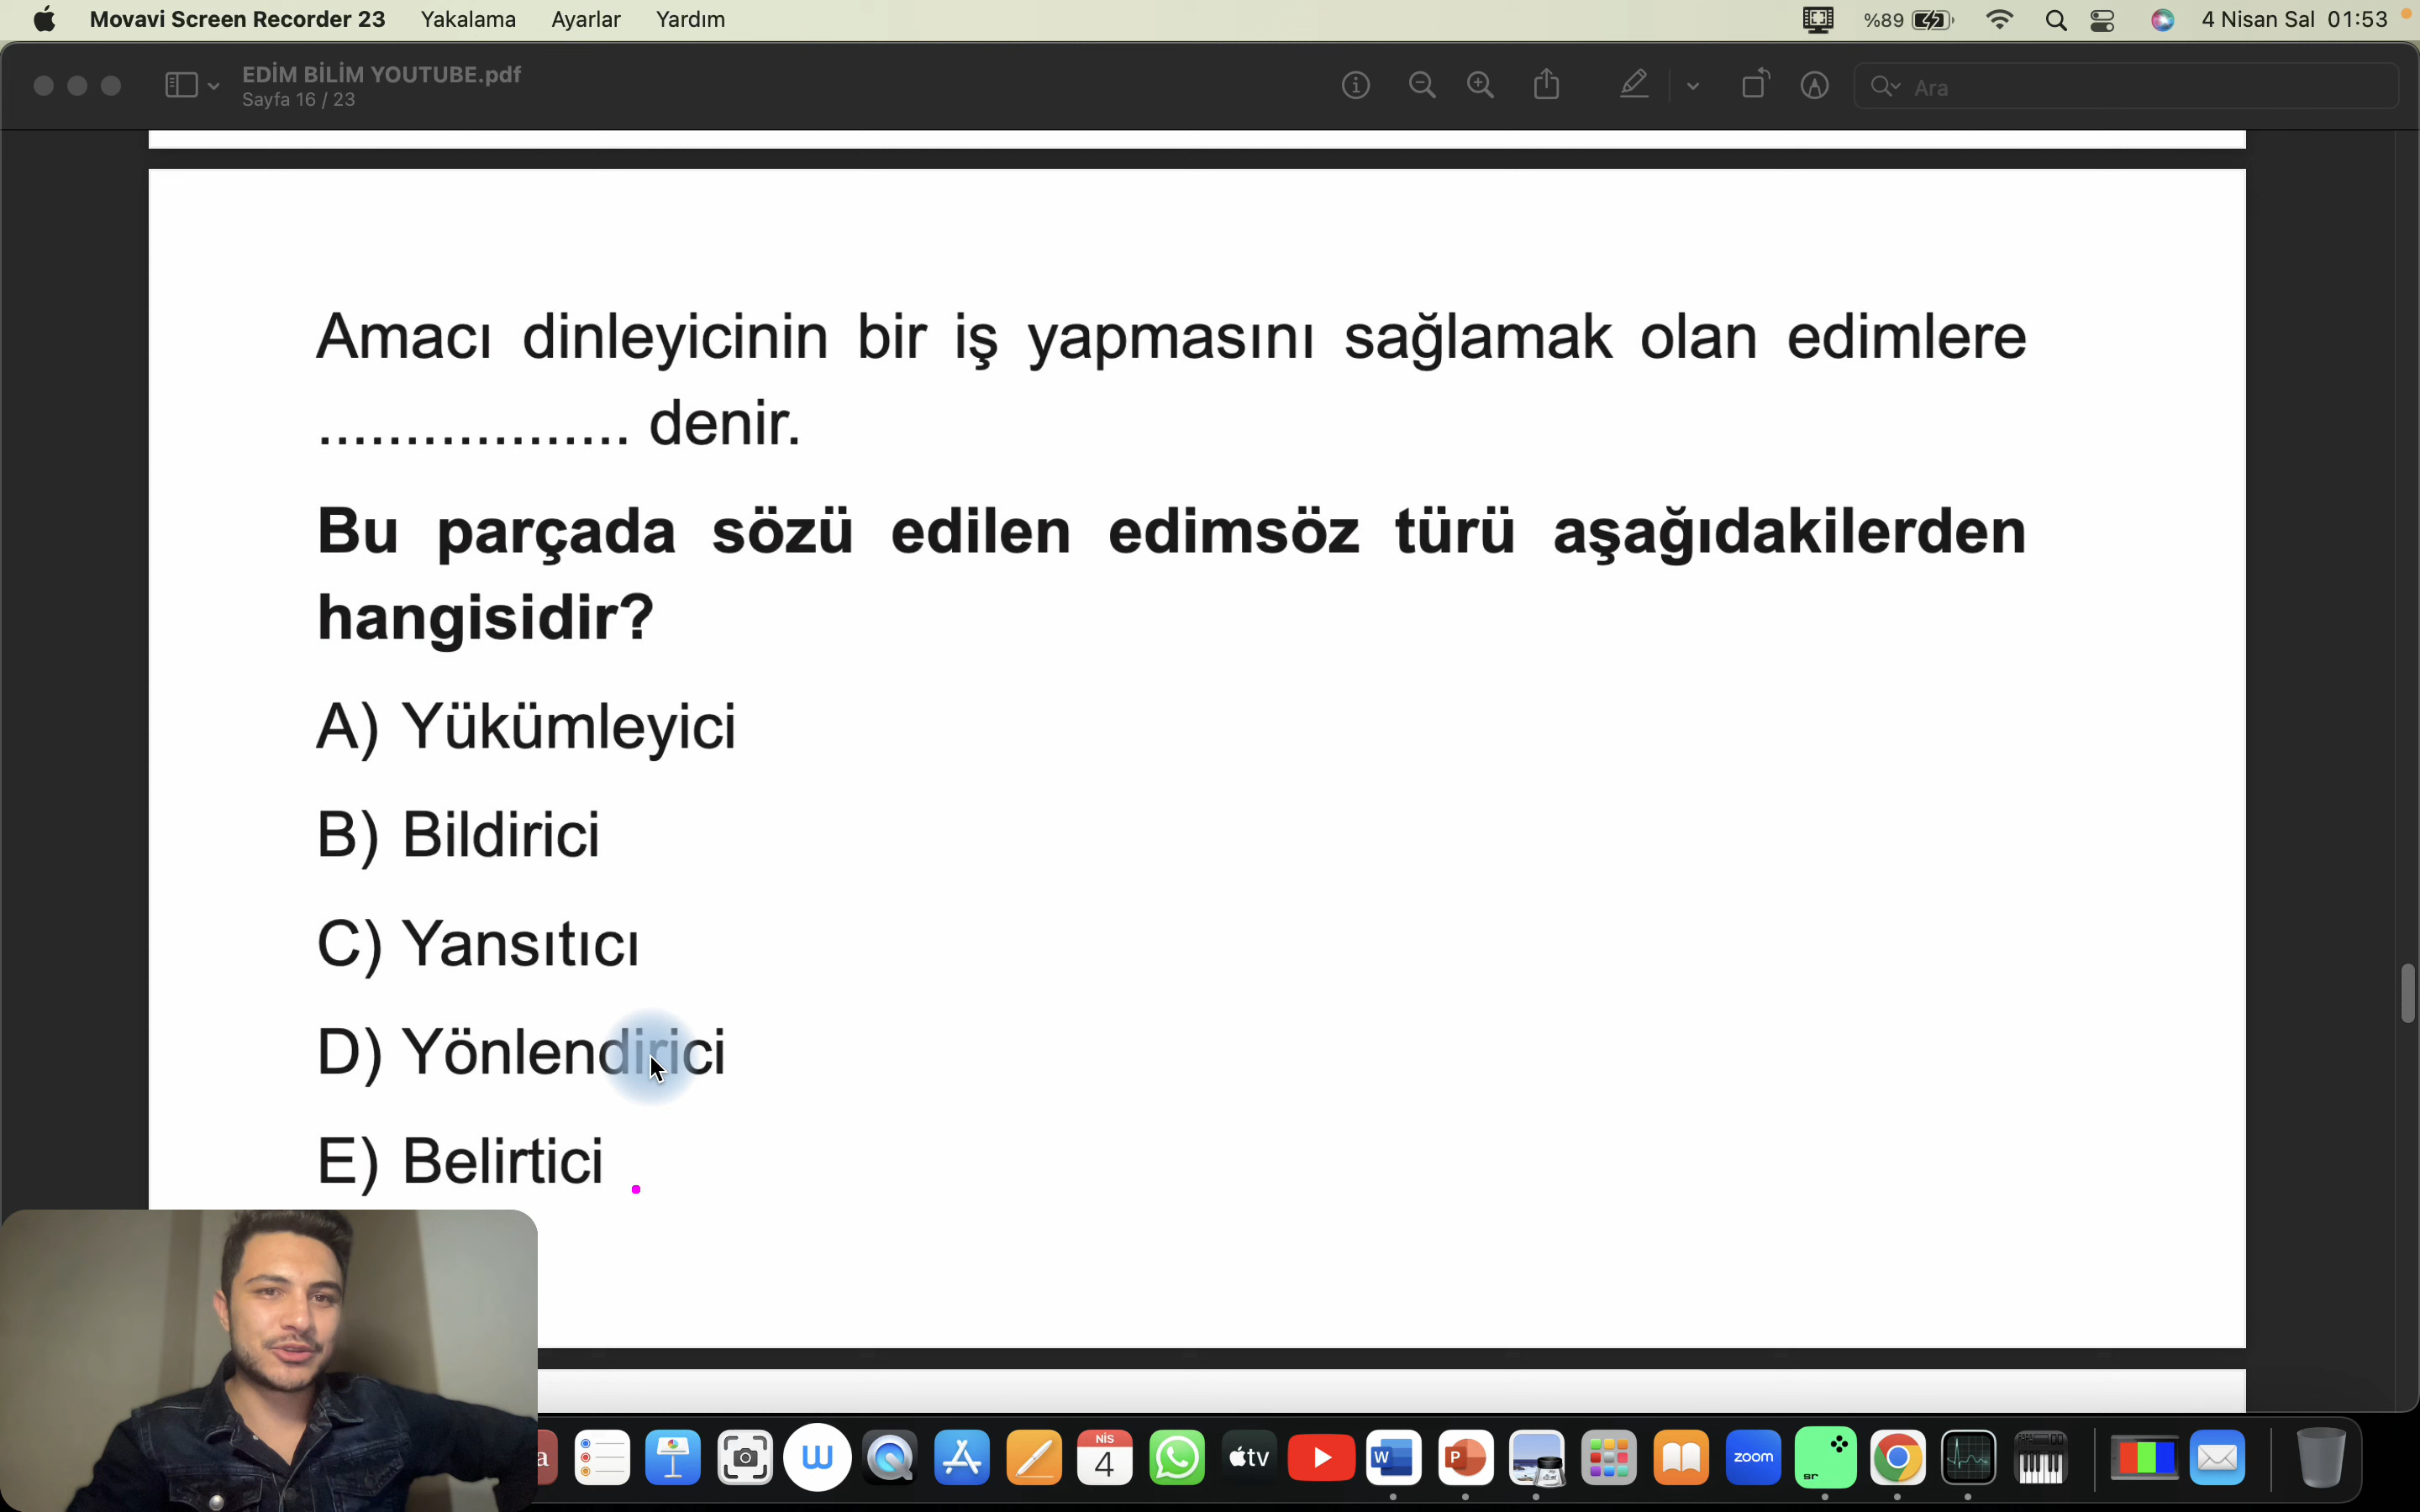 Movavi Screen Recorder 23 Yakalama Ayarlar Yardım %89 4 Nisan Sal 01:53
EDİM BİLİM YOUTUBE.pdf
Sayfa 16 / 23
Ara
Amacı dinleyicinin bir iş yapmasını sağlamak olan edimlere
.................. denir.
Bu parçada sözü edilen edimsöz türü aşağıdakilerden
hangisidir?
A) Yükümleyici
B) Bildirici
C) Yansıtıcı
D) Yönlendirici
E) Belirtici
a
NİS
4
tv
W
P
zoom
sr